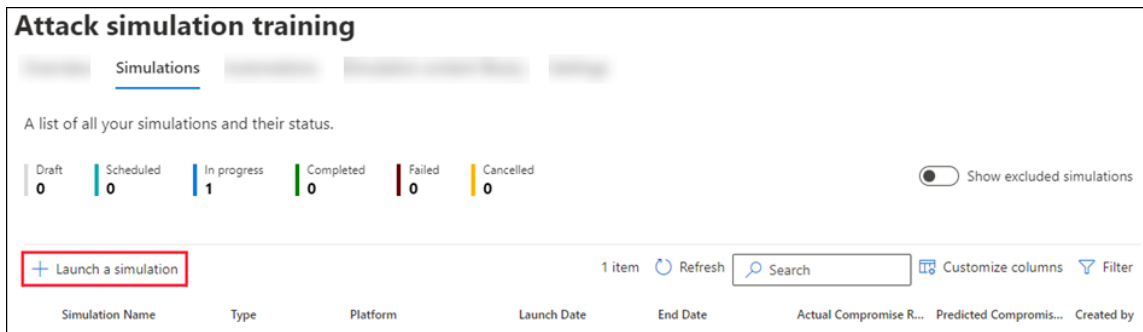 Attack simulation training
Simulations
A list of all your simulations and their status.
Draft Scheduled In progress Completed Failed Cancelled
0 0 1 0 0 0
Show excluded simulations
+ Launch a simulation 1 item Refresh Search Customize columns Filter
Simulation Name Type Platform Launch Date End Date Actual Compromise R... Predicted Compromis... Created by